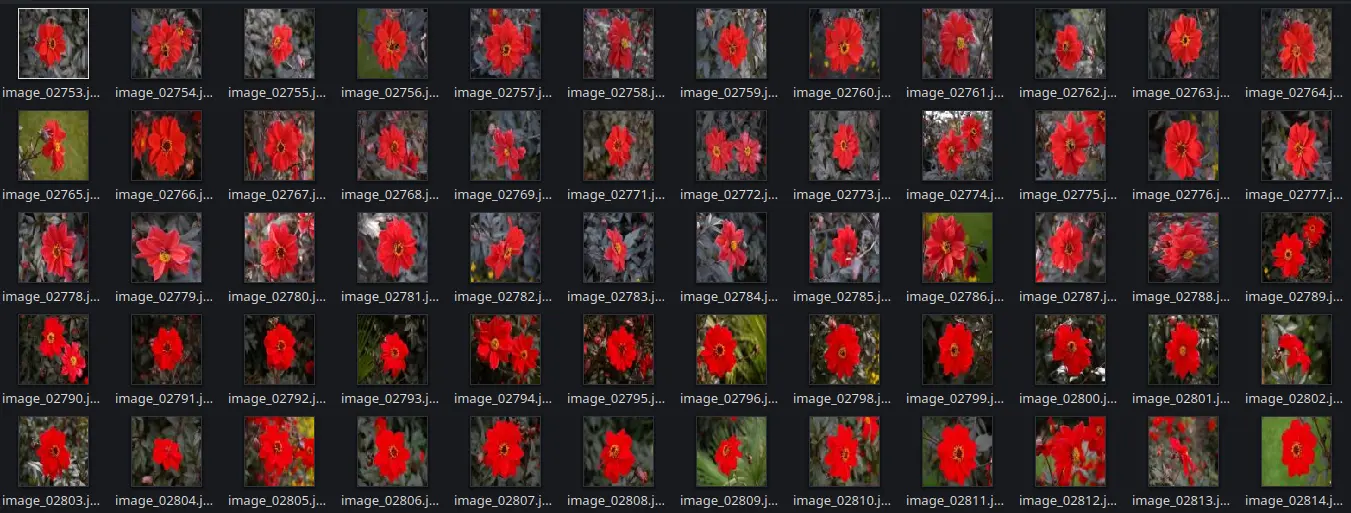 image_02753.j... image_02754.j... image_02755.j... image_02756.j... image_02757.j... image_02758.j... image_02759.j... image_02760.j... image_02761.j... image_02762.j... image_02763.j... image_02764.j...
image_02765.j... image_02766.j... image_02767.j... image_02768.j... image_02769.j... image_02771.j... image_02772.j... image_02773.j... image_02774.j... image_02775.j... image_02776.j... image_02777.j...
image_02778.j... image_02779.j... image_02780.j... image_02781.j... image_02782.j... image_02783.j... image_02784.j... image_02785.j... image_02786.j... image_02787.j... image_02788.j... image_02789.j...
image_02790.j... image_02791.j... image_02792.j... image_02793.j... image_02794.j... image_02795.j... image_02796.j... image_02798.j... image_02799.j... image_02800.j... image_02801.j... image_02802.j...
image_02803.j... image_02804.j... image_02805.j... image_02806.j... image_02807.j... image_02808.j... image_02809.j... image_02810.j... image_02811.j... image_02812.j... image_02813.j... image_02814.j...